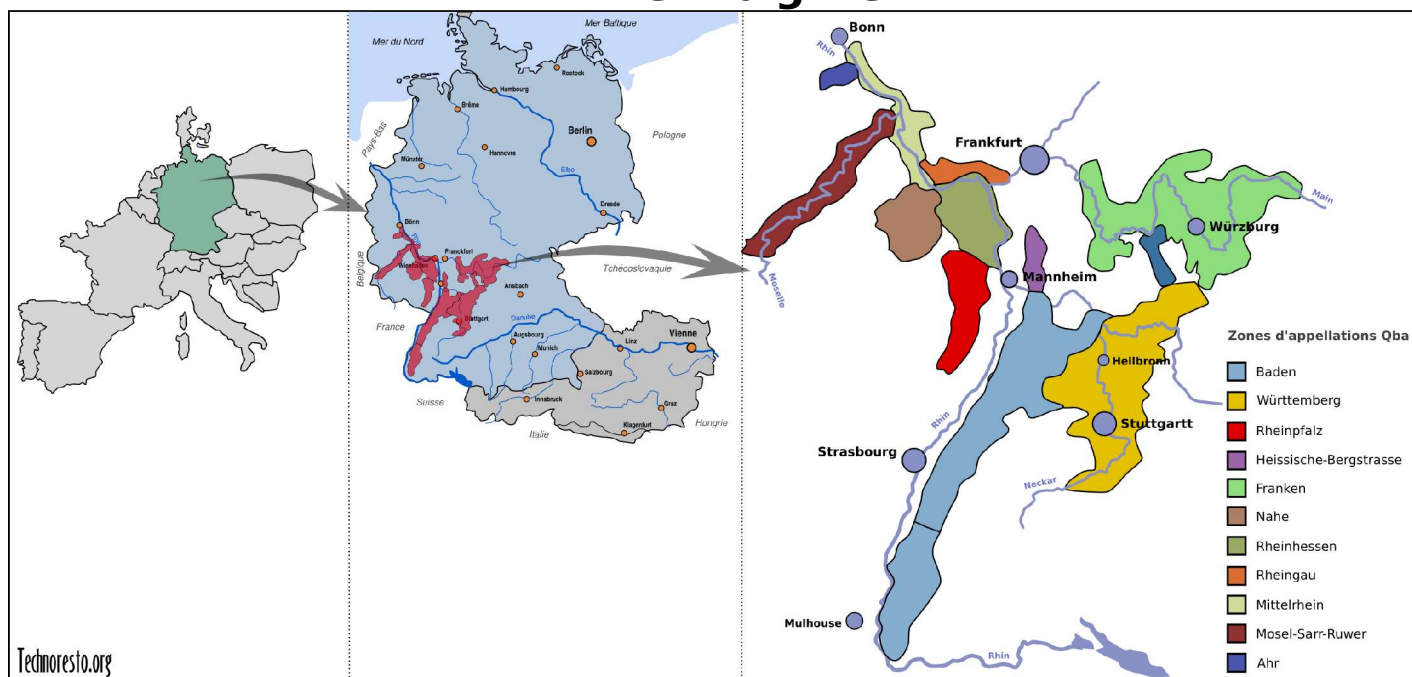 Mer du Nord
Mer Baltique
Rostock
Hambourg
Brême
Berlin
Pologne
Pays-Bas
Hannovre
Münster
Elbe
Dresde
Bonn
Rhin
Belgique
Wiesbaden
Franckfort
Tchécoslovaquie
Ansbach
France
Stuttgart
Danube
Augsbourg
Munich
Linz
Vienne
Salzbourg
Suisse
Innsbruck
Graz
Klagenfurt
Italie
Hongrie
Bonn
Rhin
Frankfurt
Main
Würzburg
Moselle
Mannheim
Heilbronn
Rhin
Stuttgartt
Strasbourg
Neckar
Mulhouse
Rhin
Zones d'appellations Qba
Baden
Württemberg
Rheinpfalz
Heissische-Bergstrasse
Franken
Nahe
Rheinhessen
Rheingau
Mittelrhein
Mosel-Sarr-Ruwer
Ahr
Technoresto.org